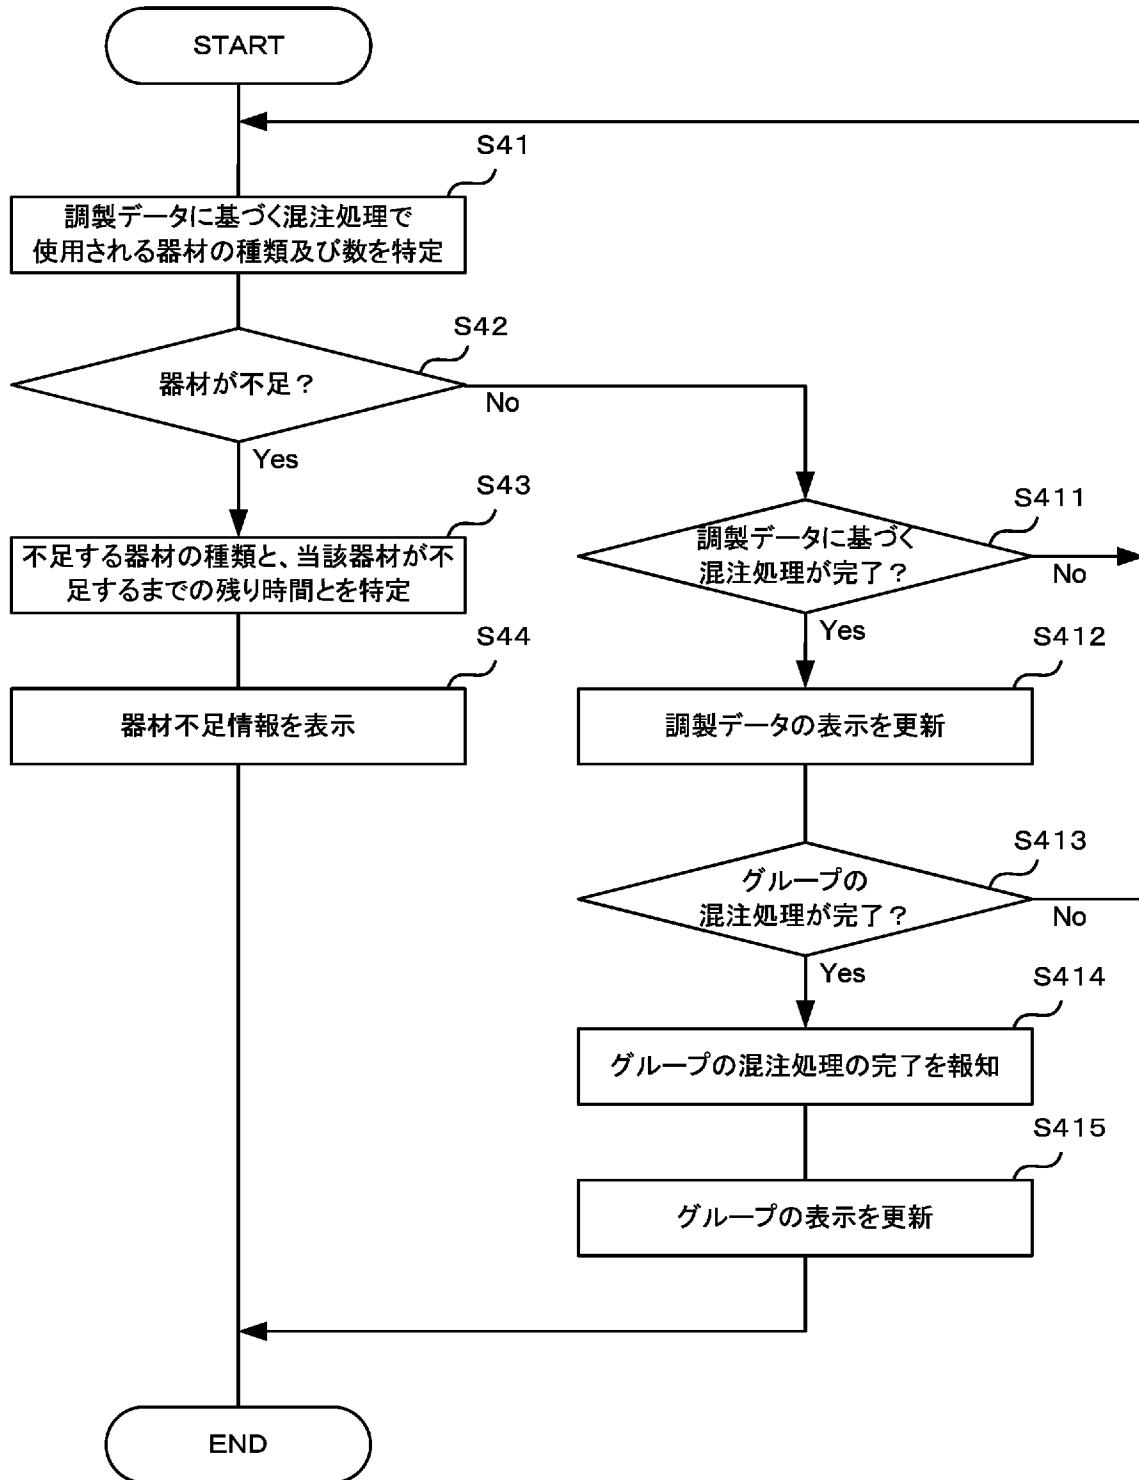 START
S41
調製データに基づく混注処理で
使用される器材の種類及び数を特定
S42
器材が不足？
No
Yes
S43
不足する器材の種類と、当該器材が不
足するまでの残り時間とを特定
S44
器材不足情報を表示
S411
調製データに基づく
混注処理が完了？
No
Yes
S412
調製データの表示を更新
S413
グループの
混注処理が完了？
No
Yes
S414
グループの混注処理の完了を報知
S415
グループの表示を更新
END